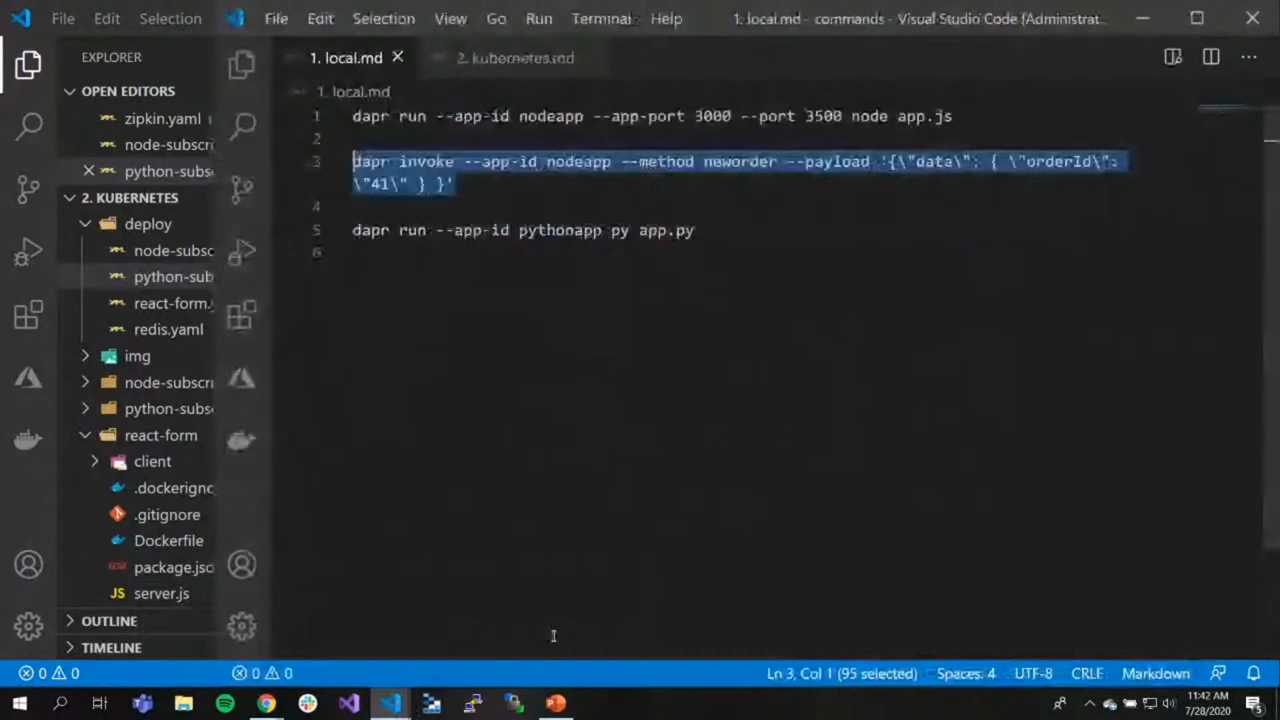 File Edit Selection
File Edit Selection View Go Run Terminal Help
1. local.md - commands - Visual Studio Code (Administrat...
EXPLORER
OPEN EDITORS
zipkin.yaml
node-subscri
python-subs
2. KUBERNETES
deploy
node-subsc
python-sub
react-form.
redis.yaml
img
node-subscri
python-subs
react-form
client
.dockerigno
.gitignore
Dockerfile
package.jso
JS server.js
OUTLINE
TIMELINE
1. local.md
2. kubernetes.md
1. local.md
1 dapr run --app-id nodeapp --app-port 3000 --port 3500 node app.js
2
3 dapr invoke --app-id nodeapp --method neworder --payload '{\"data\": { \"orderId\":
\"41\" } }'
4
5 dapr run --app-id pythonapp py app.py
6
0 0
0 0
Ln 3, Col 1 (95 selected) Spaces: 4 UTF-8 CRLF Markdown
11:42 AM
7/28/2020
5